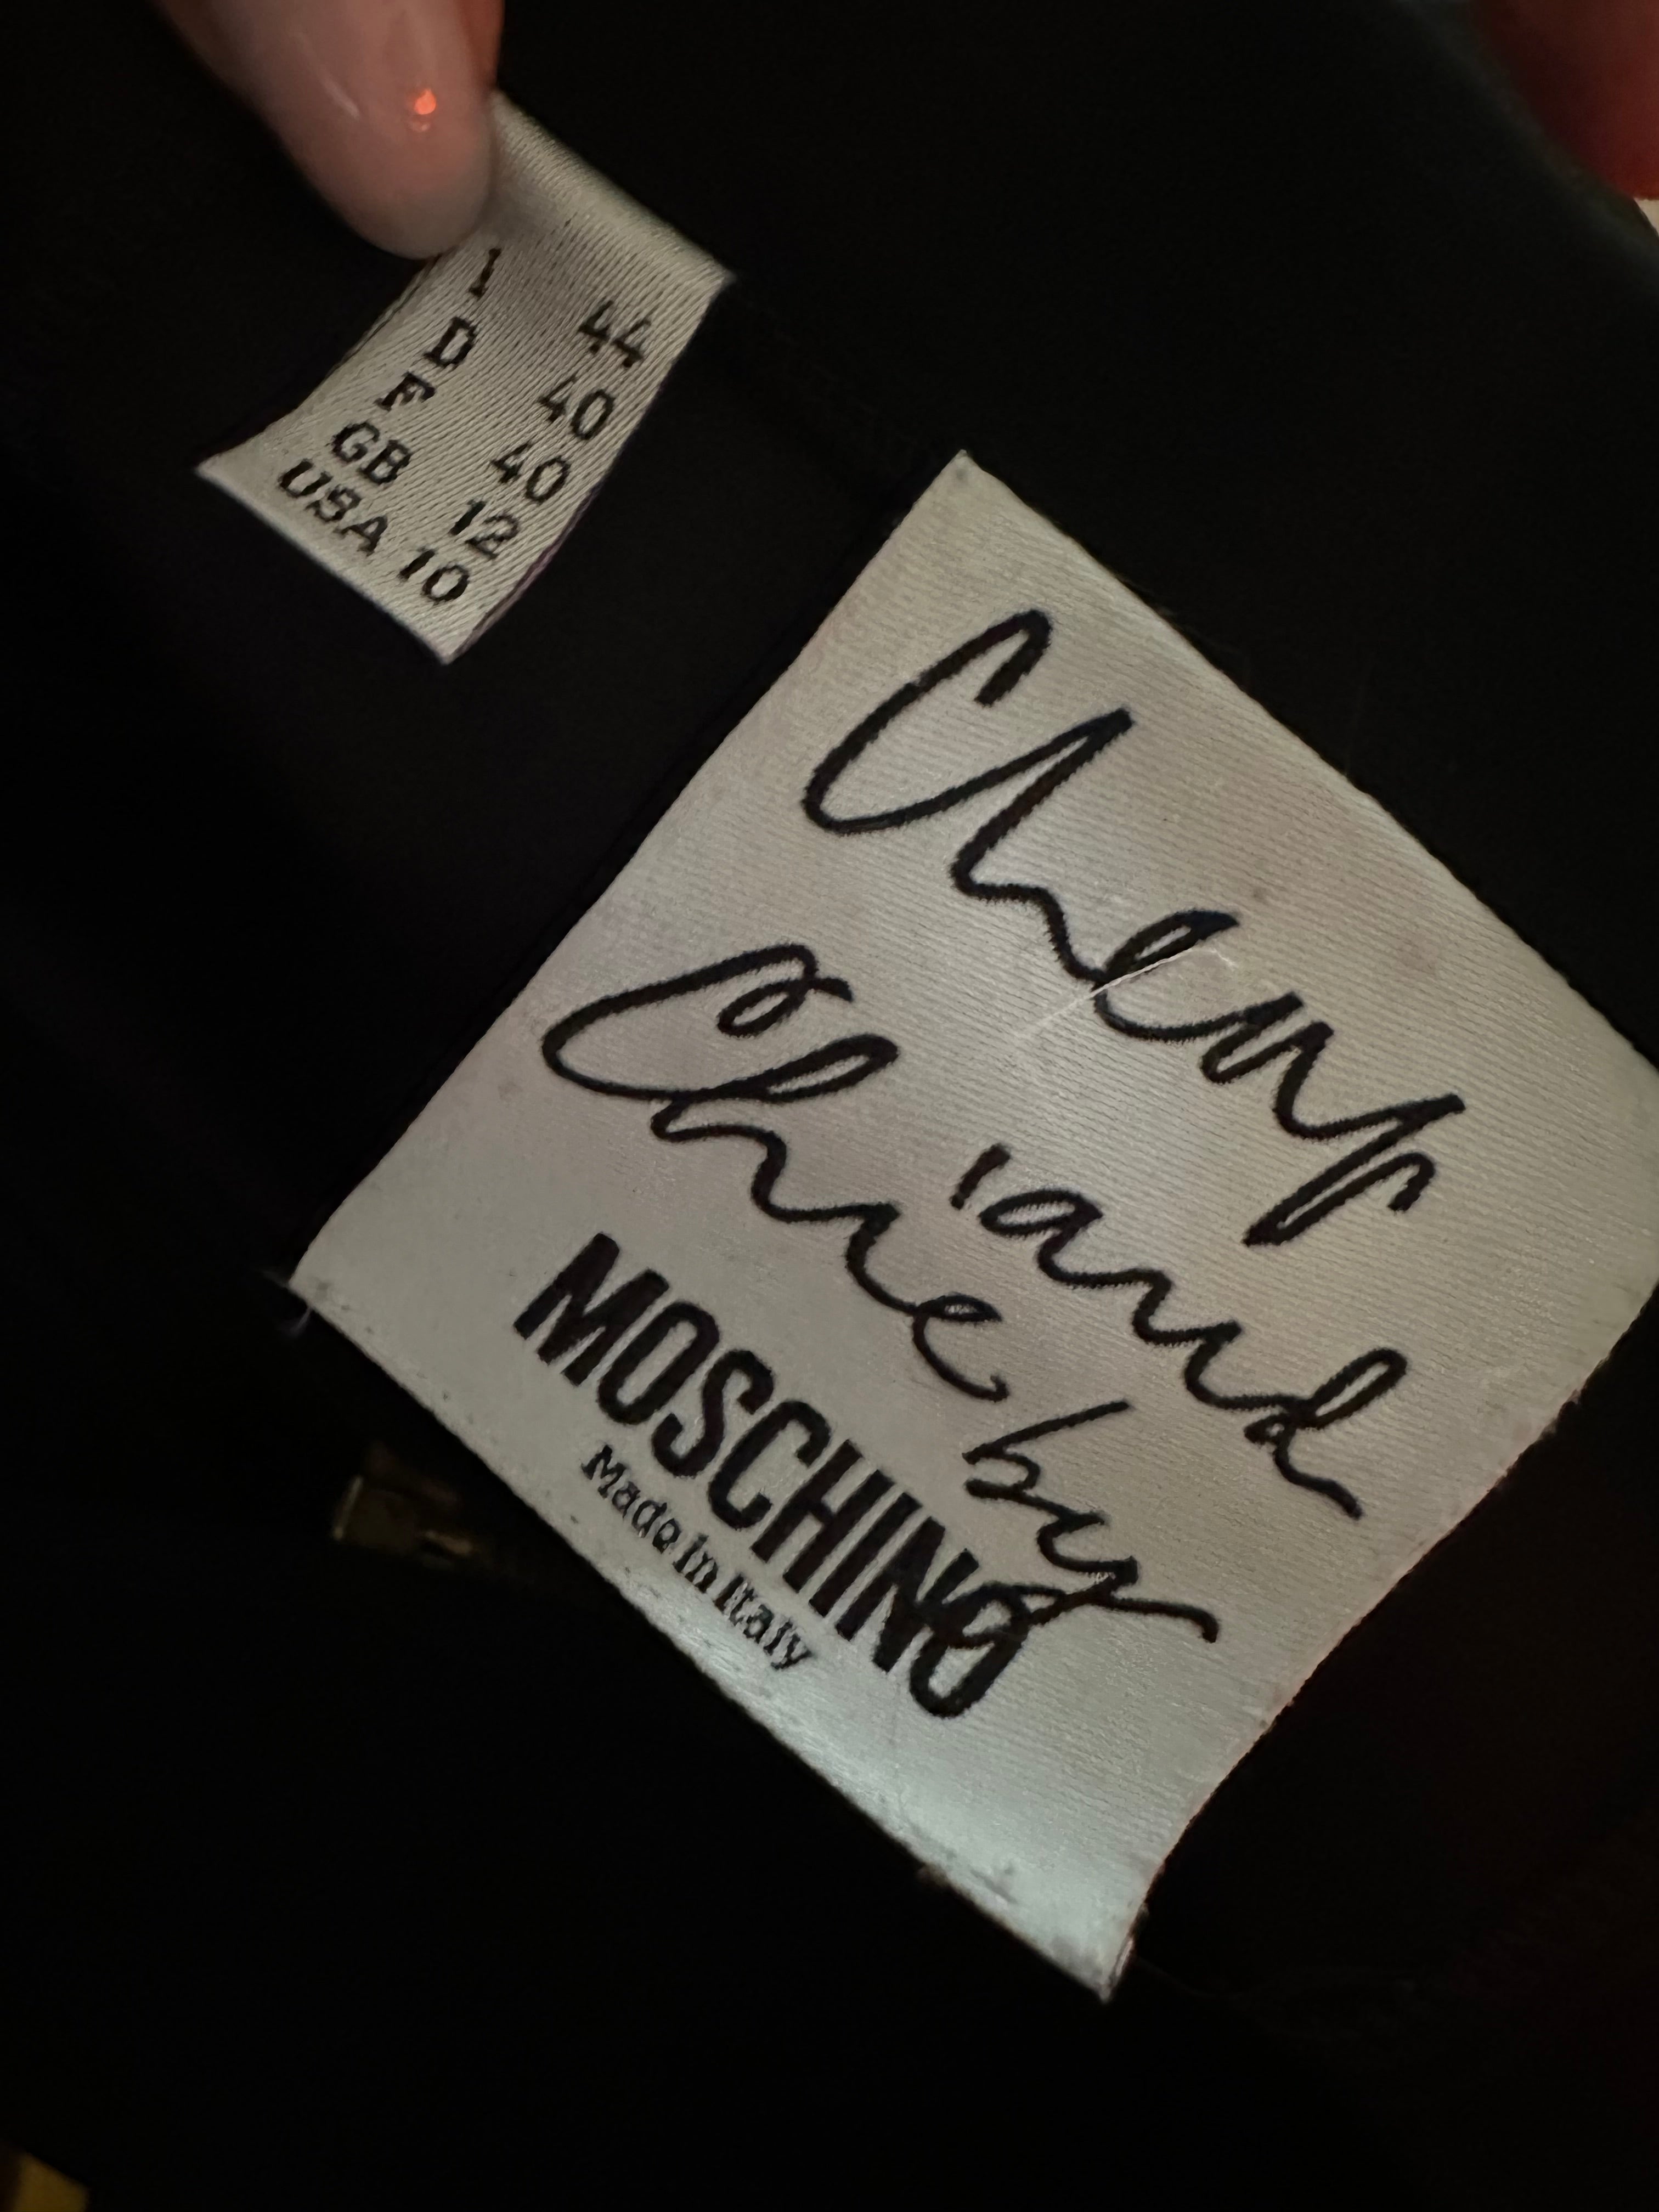 I 44
D 40
F 40
GB 12
USA 10
Cheap
and
Chic by
MOSCHINO
Made in Italy